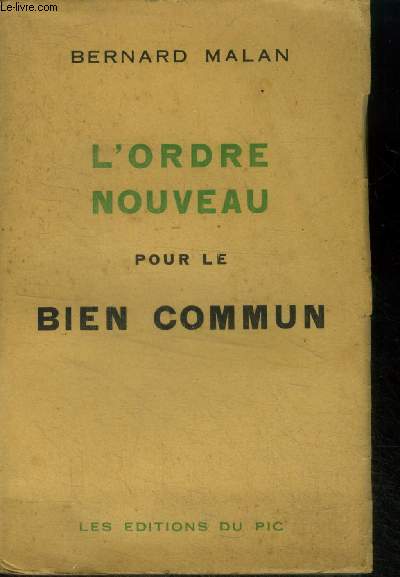 Le-livre.com
BERNARD MALAN
L'ORDRE
NOUVEAU
POUR LE
BIEN COMMUN
LES EDITIONS DU PIC